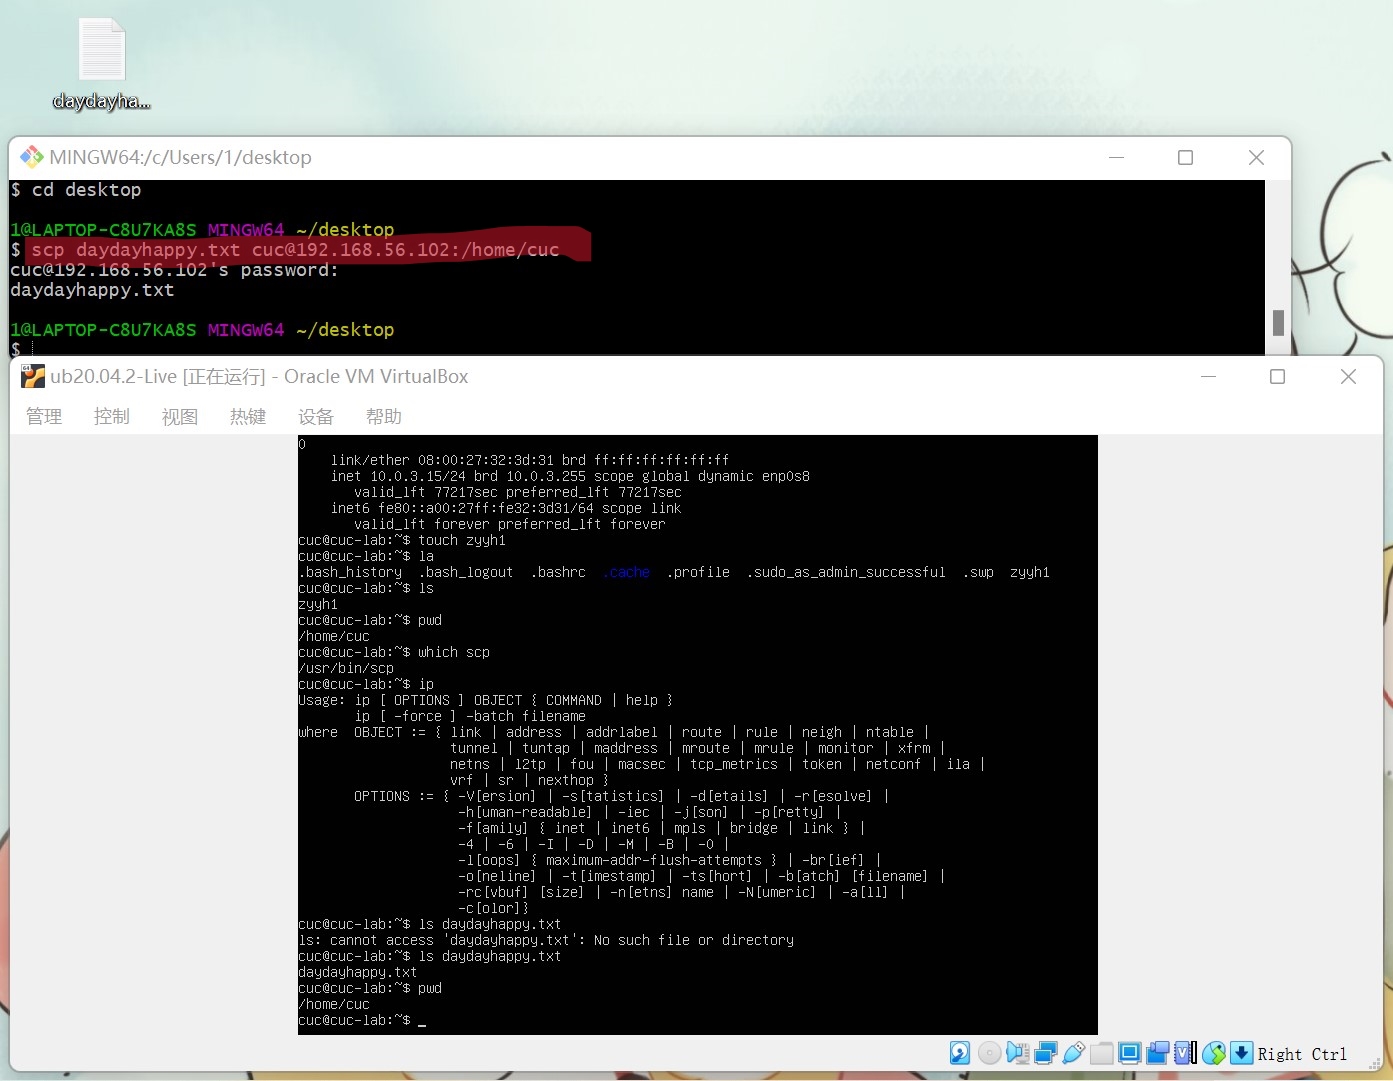 daydayha...
MINGW64:/c/Users/1/desktop
$ cd desktop
1@LAPTOP-C8U7KA8S MINGW64 ~/desktop
$ scp daydayhappy.txt cuc@192.168.56.102:/home/cuc
cuc@192.168.56.102's password:
daydayhappy.txt
1@LAPTOP-C8U7KA8S MINGW64 ~/desktop
$
ub20.04.2-Live [正在运行] - Oracle VM VirtualBox
管理 控制 视图 热键 设备 帮助
0
link/ether 08:00:27:32:3d:31 brd ff:ff:ff:ff:ff:ff
inet 10.0.3.15/24 brd 10.0.3.255 scope global dynamic enp0s8
valid_lft 77217sec preferred_lft 77217sec
inet6 fe80::a00:27ff:fe32:3d31/64 scope link
valid_lft forever preferred_lft forever
cuc@cuc-lab:~$ touch zyyh1
cuc@cuc-lab:~$ la
.bash_history .bash_logout .bashrc .cache .profile .sudo_as_admin_successful .swp zyyh1
cuc@cuc-lab:~$ ls
zyyh1
cuc@cuc-lab:~$ pwd
/home/cuc
cuc@cuc-lab:~$ which scp
/usr/bin/scp
cuc@cuc-lab:~$ ip
Usage: ip [ OPTIONS ] OBJECT { COMMAND | help }
ip [ -force ] -batch filename
where OBJECT := { link | address | addrlabel | route | rule | neigh | ntable |
tunnel | tuntap | maddress | mroute | mrule | monitor | xfrm |
netns | l2tp | fou | macsec | tcp_metrics | token | netconf | ila |
vrf | sr | nexthop }
OPTIONS := { -V[ersion] | -s[tatistics] | -d[etails] | -r[esolve] |
-h[uman-readable] | -iec | -j[son] | -p[retty] |
-f[amily] { inet | inet6 | mpls | bridge | link } |
-4 | -6 | -I | -D | -M | -B | -0 |
-l[oops] { maximum-addr-flush-attempts } | -br[ief] |
-o[neline] | -t[imestamp] | -ts[hort] | -b[atch] [filename] |
-rc[vbuf] [size] | -n[etns] name | -N[umeric] | -a[ll] |
-c[olor]}
cuc@cuc-lab:~$ ls daydayhappy.txt
ls: cannot access 'daydayhappy.txt': No such file or directory
cuc@cuc-lab:~$ ls daydayhappy.txt
daydayhappy.txt
cuc@cuc-lab:~$ pwd
/home/cuc
cuc@cuc-lab:~$ _
Right Ctrl